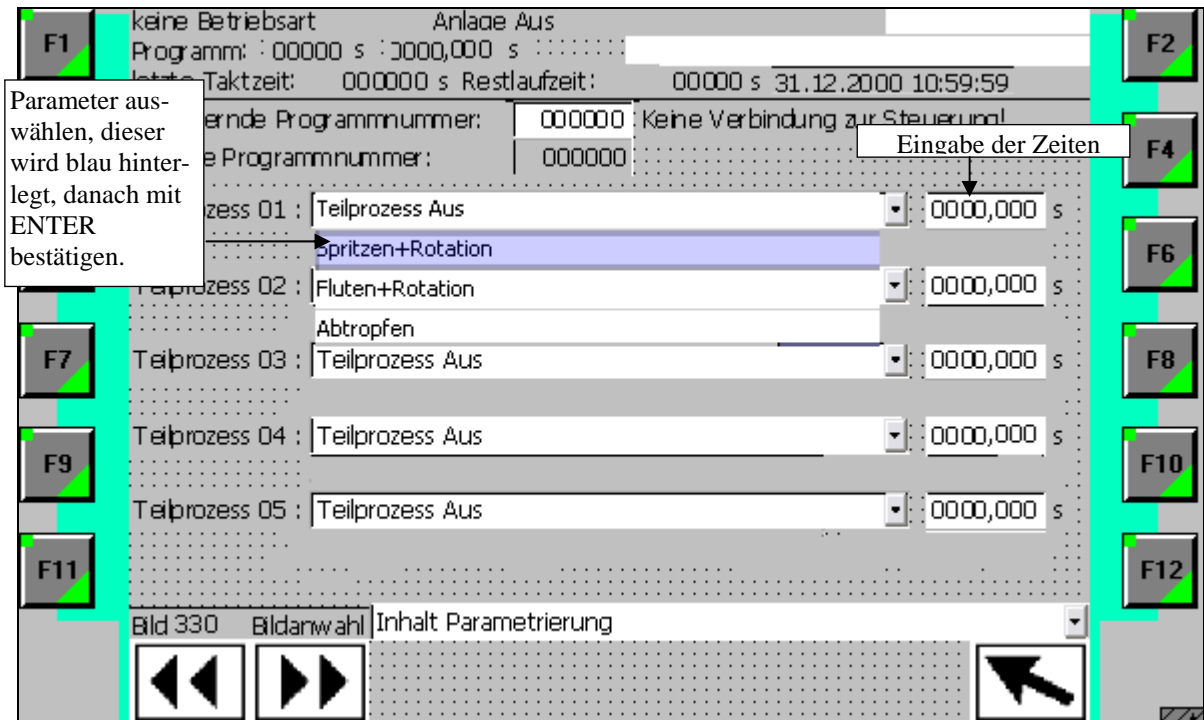 F1
keine Betriebsart Anlage Aus
F2
Programm: 00000 s 0000,000 s
letzte Taktzeit: 000000 s Restlaufzeit: 00000 s 31.12.2000 10:59:59
Parameter aus-
wählen, dieser
wird blau hinter-
legt, danach mit
ENTER
bestätigen.
Programmnummer: 000000 Keine Verbindung zur Steuerung!
Eingabe der Zeiten
F4
Programmnummer: 000000
01 : Teilprozess Aus 0000,000 s
Spritzen+Rotation
F6
Teilprozess 02 : Fluten+Rotation 0000,000 s
Abtropfen
F7
Teilprozess 03 : Teilprozess Aus 0000,000 s
F8
Teilprozess 04 : Teilprozess Aus 0000,000 s
F9
F10
Teilprozess 05 : Teilprozess Aus 0000,000 s
F11
F12
Bild 330 Bildanwahl Inhalt Parametrierung